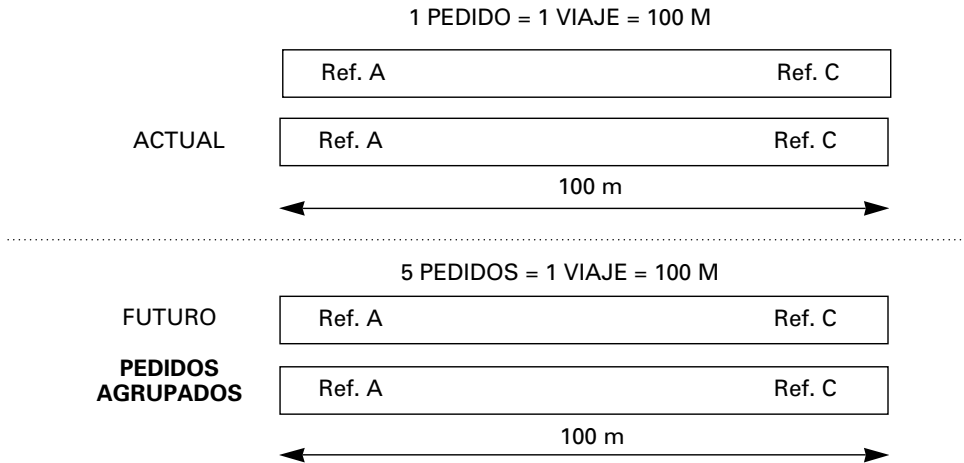 1 PEDIDO = 1 VIAJE = 100 M
Ref. A Ref. C
ACTUAL Ref. A Ref. C
100 m
5 PEDIDOS = 1 VIAJE = 100 M
FUTURO Ref. A Ref. C
PEDIDOS
AGRUPADOS Ref. A Ref. C
100 m